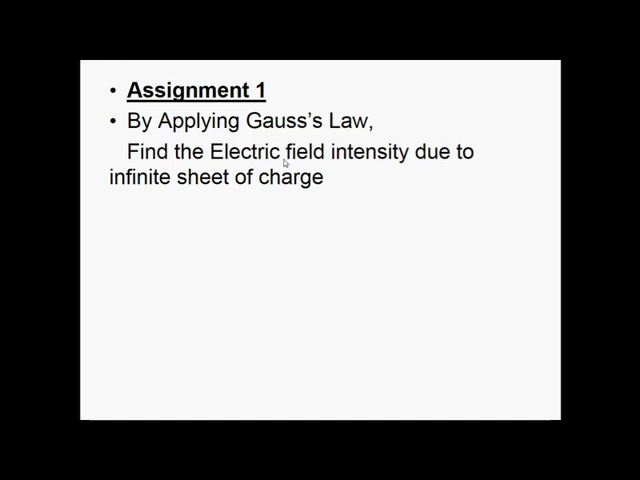 • Assignment 1
• By Applying Gauss's Law,
Find the Electric field intensity due to
infinite sheet of charge